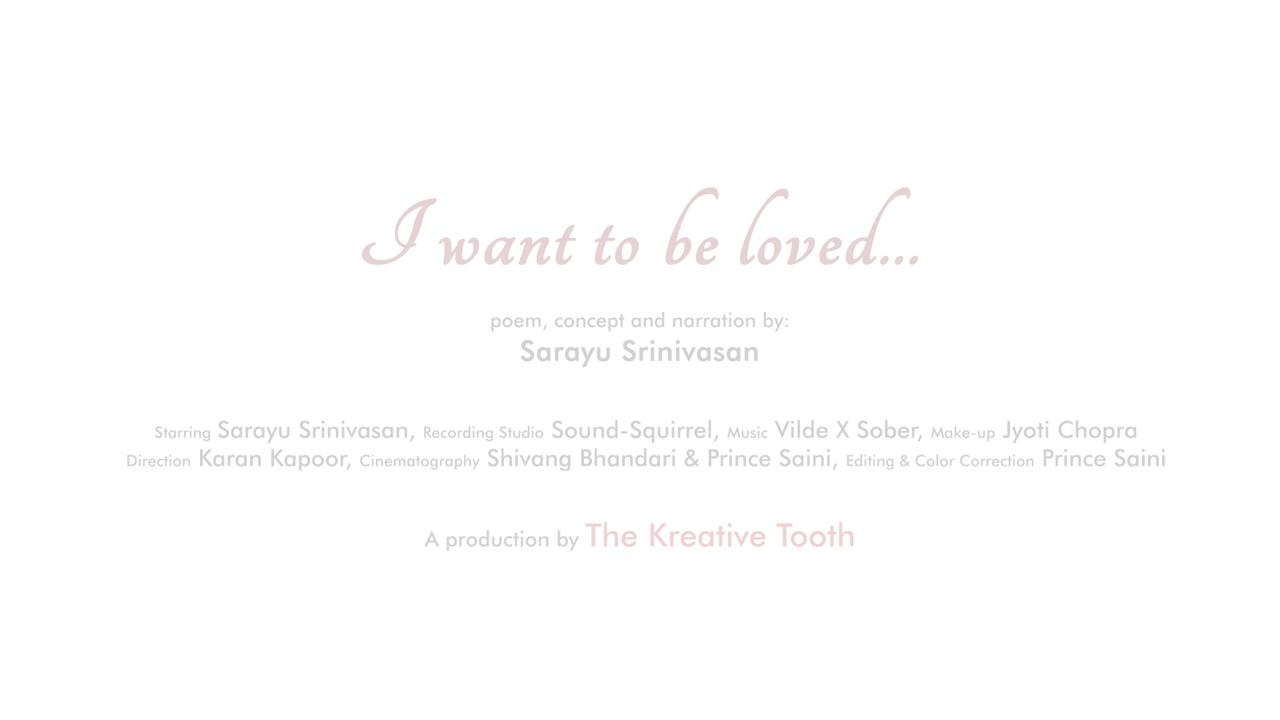 I want to be loved...
poem, concept and narration by:
Sarayu Srinivasan
Starring Sarayu Srinivasan, Recording Studio Sound-Squirrel, Music Vilde X Sober, Make-up Jyoti Chopra
Direction Karan Kapoor, Cinematography Shivang Bhandari & Prince Saini, Editing & Color Correction Prince Saini
A production by The Kreative Tooth